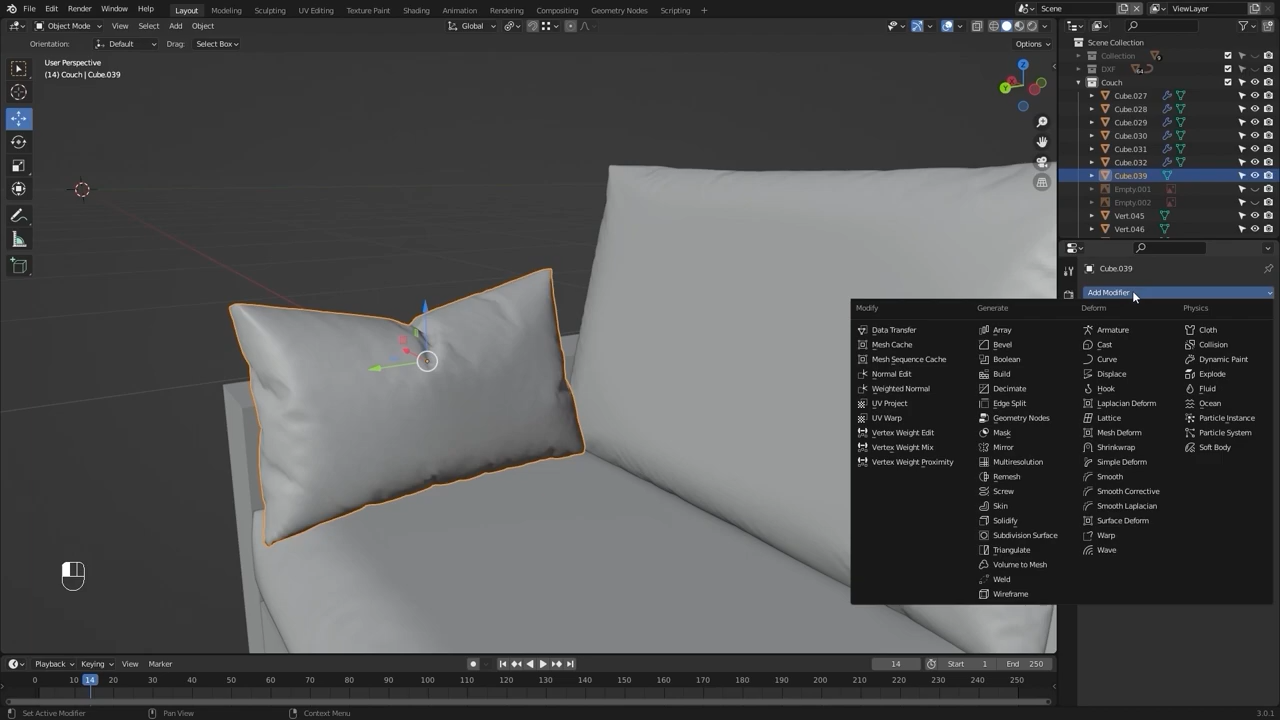 File Edit Render Window Help Layout Modeling Sculpting UV Editing Texture Paint Shading Animation Rendering Compositing Geometry Nodes Scripting + Scene ViewLayer
Object Mode View Select Add Object Global
Orientation: Default Drag: Select Box Options
User Perspective
(14) Couch | Cube.039
Z
Y
Scene Collection
Collection
DXF
Couch
Cube.027
Cube.028
Cube.029
Cube.030
Cube.031
Cube.032
Cube.039
Empty.001
Empty.002
Vert.045
Vert.046
Cube.039
Add Modifier
Modify
Data Transfer
Mesh Cache
Mesh Sequence Cache
Normal Edit
Weighted Normal
UV Project
UV Warp
Vertex Weight Edit
Vertex Weight Mix
Vertex Weight Proximity
Generate
Array
Bevel
Boolean
Build
Decimate
Edge Split
Geometry Nodes
Mask
Mirror
Multiresolution
Remesh
Screw
Skin
Solidify
Subdivision Surface
Triangulate
Volume to Mesh
Weld
Wireframe
Deform
Armature
Cast
Curve
Displace
Hook
Laplacian Deform
Lattice
Mesh Deform
Shrinkwrap
Simple Deform
Smooth
Smooth Corrective
Smooth Laplacian
Surface Deform
Warp
Wave
Physics
Cloth
Collision
Dynamic Paint
Explode
Fluid
Ocean
Particle Instance
Particle System
Soft Body
Playback Keying View Marker 14 Start 1 End 250
0 10 14 20 30 40 50 60 70 80 90 100 110 120 130 140 150 160 170 180 190 200 210 220 230 240 250
Set Active Modifier Pan View Context Menu 3.0.1